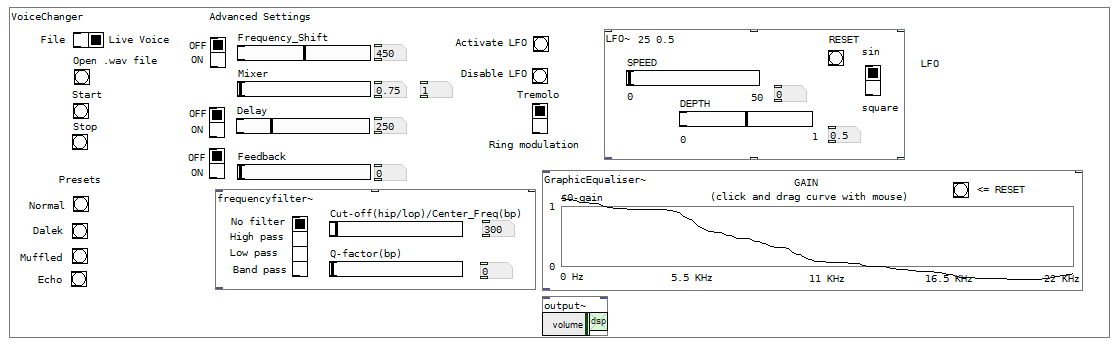 VoiceChanger
File
Live Voice
Open .wav file
Start
Stop
Presets
Normal
Dalek
Muffled
Echo
Advanced Settings
OFF
ON
Frequency_Shift
450
Mixer
0.75
1
OFF
ON
Delay
250
OFF
ON
Feedback
0
Activate LFO
Disable LFO
Tremolo
Ring modulation
LFO~ 25 0.5
SPEED
0
50
0
DEPTH
0
1
0.5
RESET
sin
square
LFO
frequencyfilter~
No filter
High pass
Low pass
Band pass
Cut-off(hip/lop)/Center_Freq(bp)
300
Q-factor(bp)
0
GraphicEqualiser~
GAIN
(click and drag curve with mouse)
<= RESET
$0-gain
1
0
0 Hz
5.5 KHz
11 KHz
16.5 KHz
22 KHz
output~
volume
dsp